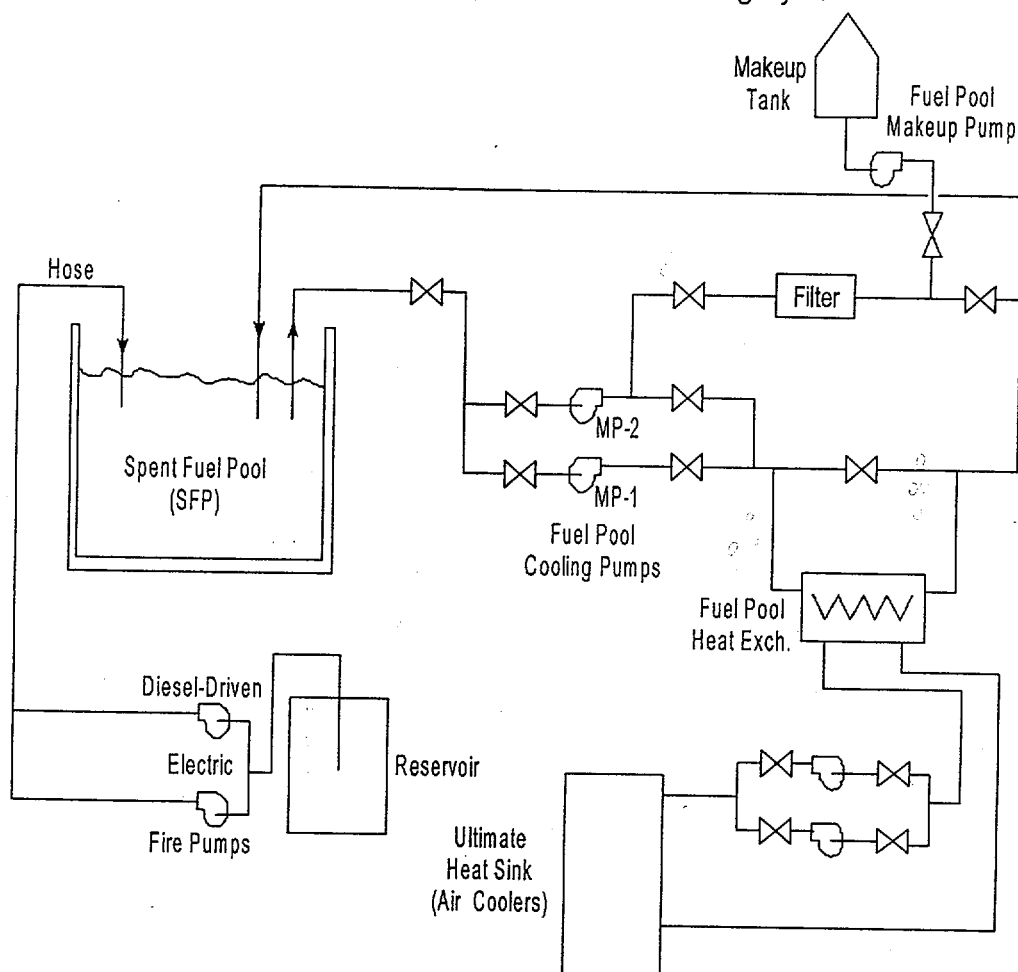 Makeup
Tank
Fuel Pool
Makeup Pump
Hose
Filter
MP-2
Spent Fuel Pool
(SFP)
MP-1
Fuel Pool
Cooling Pumps
Fuel Pool
Heat Exch.
Diesel-Driven
Electric
Reservoir
Fire Pumps
Ultimate
Heat Sink
(Air Coolers)